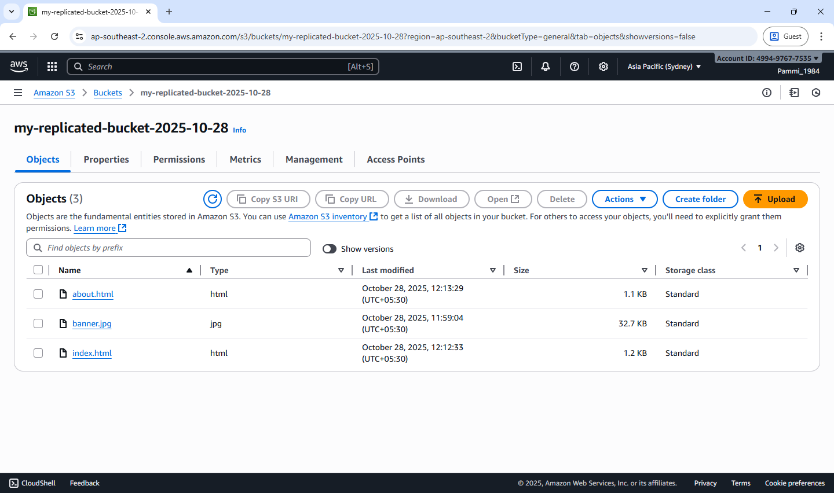 my-replicated-bucket-2025-10-
ap-southeast-2.console.aws.amazon.com/s3/buckets/my-replicated-bucket-2025-10-28?region=ap-southeast-2&bucketType=general&tab=objects&showversions=false
Guest
aws
Search
[Alt+S]
Asia Pacific (Sydney)
Account ID: 4994-9767-7535
Pammi_1984
Amazon S3 > Buckets > my-replicated-bucket-2025-10-28
my-replicated-bucket-2025-10-28 Info
Objects Properties Permissions Metrics Management Access Points
Objects (3)
Copy S3 URI Copy URL Download Open Delete Actions Create folder Upload
Objects are the fundamental entities stored in Amazon S3. You can use Amazon S3 inventory to get a list of all objects in your bucket. For others to access your objects, you'll need to explicitly grant them
permissions. Learn more
Find objects by prefix
Show versions
1
Name Type Last modified Size Storage class
about.html html October 28, 2025, 12:13:29 (UTC+05:30) 1.1 KB Standard
banner.jpg jpg October 28, 2025, 11:59:04 (UTC+05:30) 32.7 KB Standard
index.html html October 28, 2025, 12:12:33 (UTC+05:30) 1.2 KB Standard
CloudShell Feedback © 2025, Amazon Web Services, Inc. or its affiliates. Privacy Terms Cookie preferences